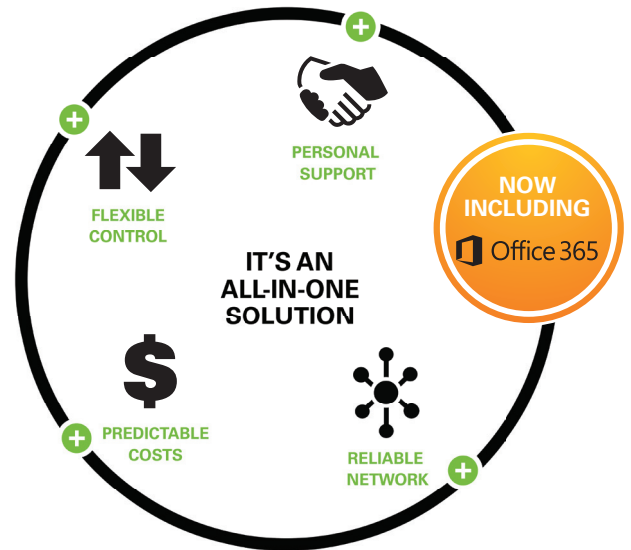 PERSONAL
SUPPORT
NOW
INCLUDING
Office 365
FLEXIBLE
CONTROL
IT'S AN
ALL-IN-ONE
SOLUTION
$
PREDICTABLE
COSTS
RELIABLE
NETWORK